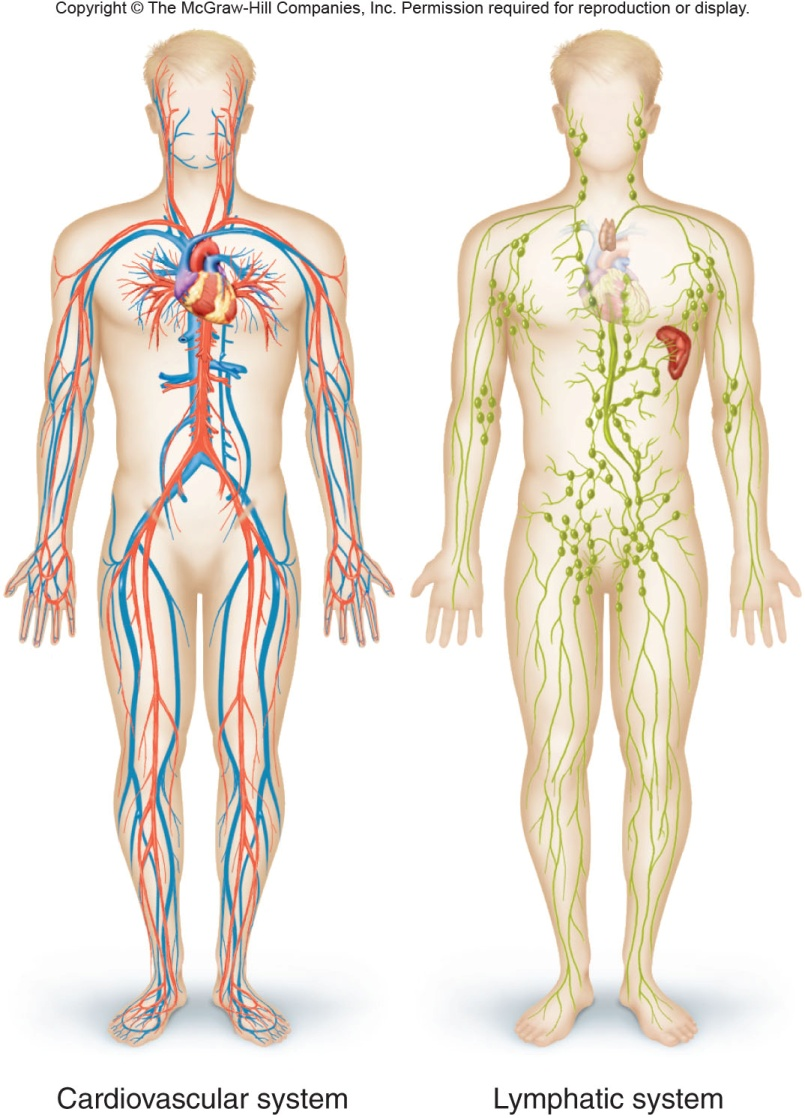 Copyright © The McGraw-Hill Companies, Inc. Permission required for reproduction or display.
Cardiovascular system
Lymphatic system